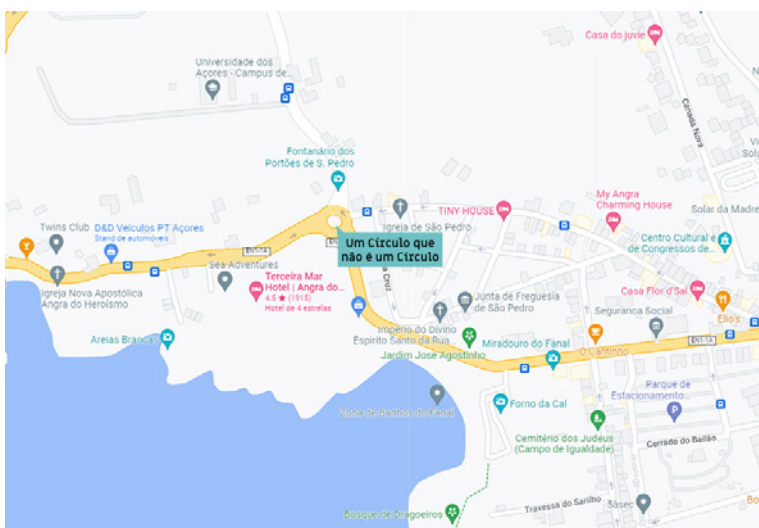 Casa do juvie
Universidade dos
Açores - Campus de...
Canada Nova
Fontanário dos
Portões de S. Pedro
My Angra
Charming House
TINY HOUSE
Solar da Madre
Igreja de São Pedro
Twins Club
D&D Veiculos PT Açores
Stand de automóveis
EN1-1A
Um Círculo que
não é um Círculo
Centro Cultural e
de Congressos de...
Sea Adventures
Igreja Nova Apostólica
Angra do Heroísmo
Terceira Mar
Hotel | Angra do...
4.5 ★ (1915)
Hotel de 4 estrelas
Casa Flor d'Sal
Junta de Freguesia
de São Pedro
Segurança Social
Elio's
Império do Divino
Espírito Santo da Rua
Areias Brancas
Jardim José Agostinho
Miradouro do Fanal
O Cantinho
EN1-1A
Parque de
Estacionamento...
Zona de Banhos do Fanal
Forno da Cal
Cemitério dos Judeus
(Campo de Igualdade)
Cerrado do Bailão
Bosque de Dragoeiros
Travessa do Sarilho
Sásec
Bo